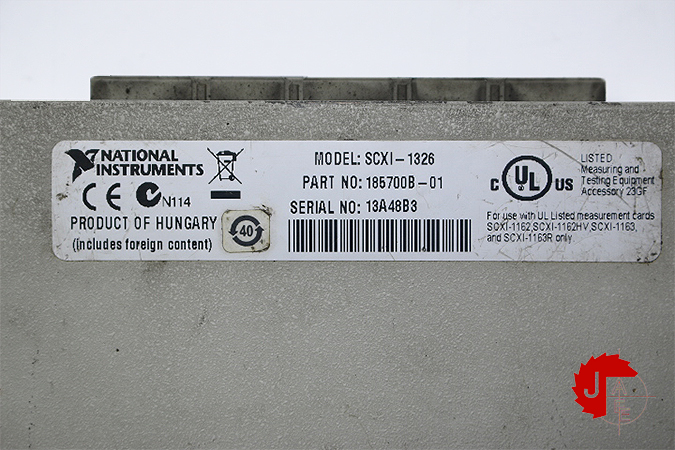 NATIONAL
INSTRUMENTS
CE N114
PRODUCT OF HUNGARY
(includes foreign content)
40
MODEL: SCXI-1326
PART NO: 185700B-01
SERIAL NO: 13A48B3
C UL US
LISTED
Measuring and
Testing Equipment
Accessory 23GF
For use with UL Listed measurement cards
SCXI-1162, SCXI-1162HV, SCXI-1163,
and SCXI-1163R only
J